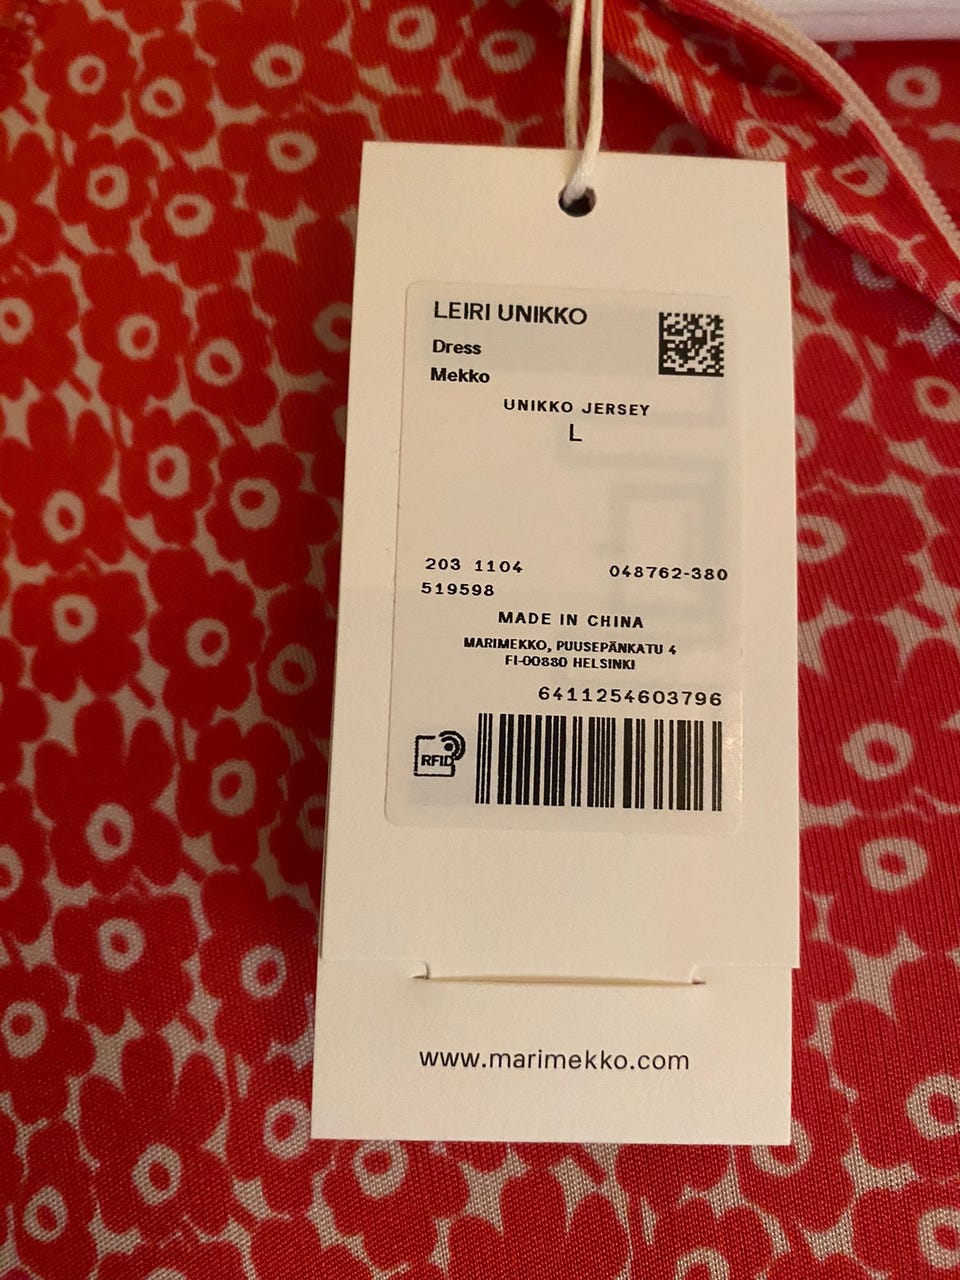 LEIRI UNIKKO
Dress
Mekko
UNIKKO JERSEY
L
203 1104
048762-380
519598
MADE IN CHINA
MARIMEKKO, PUUSEPÄNKATU 4
FI-00880 HELSINKI
6411254603796
RFID
www.marimekko.com